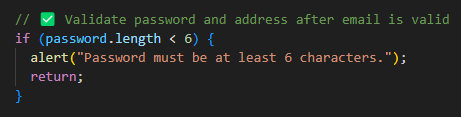 // ✅ Validate password and address after email is valid
if (password.length < 6) {
  alert("Password must be at least 6 characters.");
  return;
}